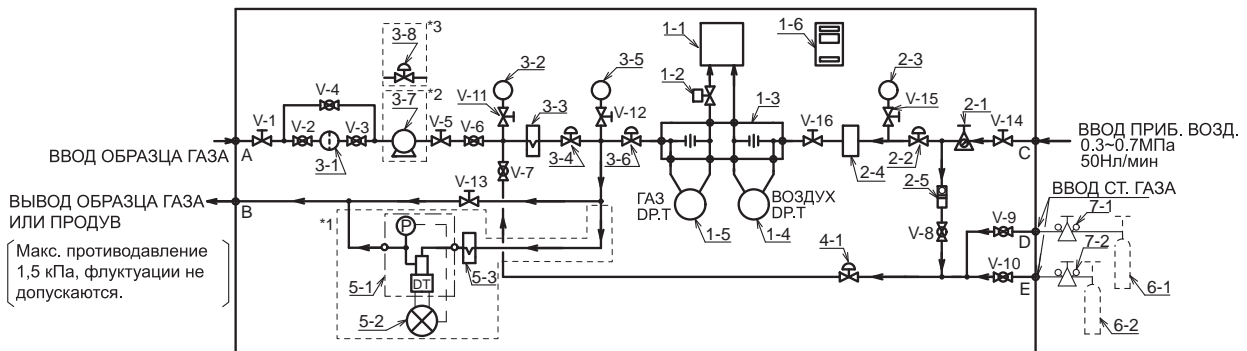 *3
3-8
1-1
1-6
3-2
3-5
2-3
1-2
V-4
*2
V-11
3-3
V-12
1-3
V-15
2-1
V-1
V-2
V-3
3-7
V-5
V-6
V-16
V-14
A
3-1
3-4
3-6
2-2
2-4
C
ВВОД ОБРАЗЦА ГАЗА
ВВОД ПРИБ. ВОЗД.
0.3~0.7МПа
50Нл/мин
V-7
2-5
V-13
ГАЗ
DP.T
ВОЗДУХ
DP.T
ВВОД СТ. ГАЗА
ВЫВОД ОБРАЗЦА ГАЗА
ИЛИ ПРОДУВ
B
*1
P
1-5
1-4
V-8
V-9
7-1
D
Макс. противодавление
1,5 кПа, флуктуации не
допускаются.
4-1
V-10
7-2
E
5-1
DT
5-3
5-2
6-1
6-2